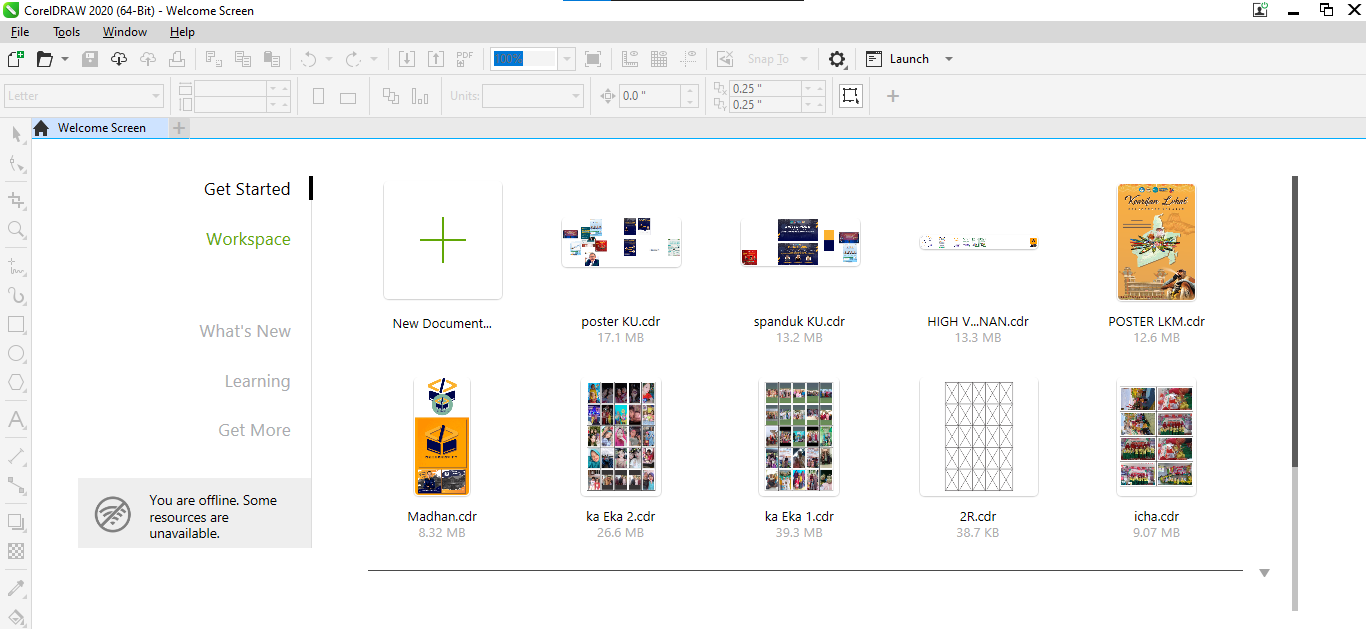 CorelDRAW 2020 (64-Bit) - Welcome Screen
File Tools Window Help
PDF 100% Snap To Launch
Letter Units: 0.0 " 0.25 "
0.25 "
Welcome Screen
Get Started
Workspace
What's New
Learning
Get More
You are offline. Some
resources are
unavailable.
New Document...
poster KU.cdr
17.1 MB
spanduk KU.cdr
13.2 MB
HIGH V...NAN.cdr
13.3 MB
Kearifan Lokal
POSTER LKM.cdr
12.6 MB
Madhan.cdr
8.32 MB
ka Eka 2.cdr
26.6 MB
ka Eka 1.cdr
39.3 MB
2R.cdr
38.7 KB
icha.cdr
9.07 MB